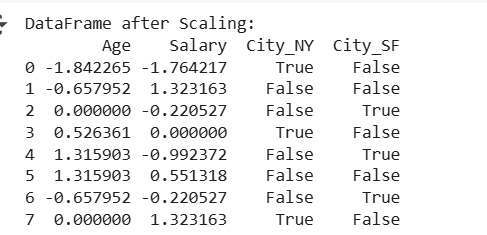 DataFrame after Scaling:
Age Salary City_NY City_SF
0 -1.842265 -1.764217 True False
1 -0.657952 1.323163 False False
2 0.000000 -0.220527 False True
3 0.526361 0.000000 True False
4 1.315903 -0.992372 False True
5 1.315903 0.551318 False False
6 -0.657952 -0.220527 False True
7 0.000000 1.323163 True False